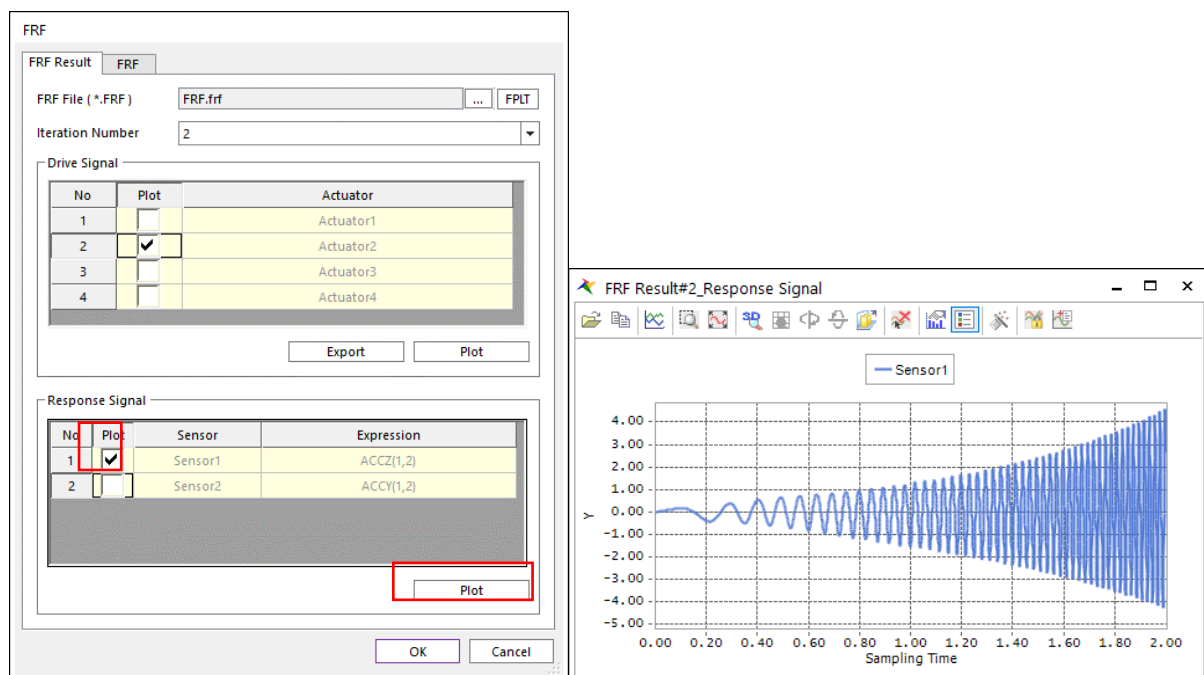 FRF
FRF Result FRF
FRF File ( *.FRF ) FRF.frf ... FPLT
Iteration Number 2
Drive Signal
No Plot Actuator
1 Actuator1
2 Actuator2
3 Actuator3
4 Actuator4
Export Plot
Response Signal
No Plot Sensor Expression
1 Sensor1 ACCZ(1,2)
2 Sensor2 ACCY(1,2)
Plot
OK Cancel
FRF Result#2_Response Signal
3D
Sensor1
4.00
3.00
2.00
1.00
0.00
-1.00
-2.00
-3.00
-4.00
-5.00
Y
0.00 0.20 0.40 0.60 0.80 1.00 1.20 1.40 1.60 1.80 2.00
Sampling Time